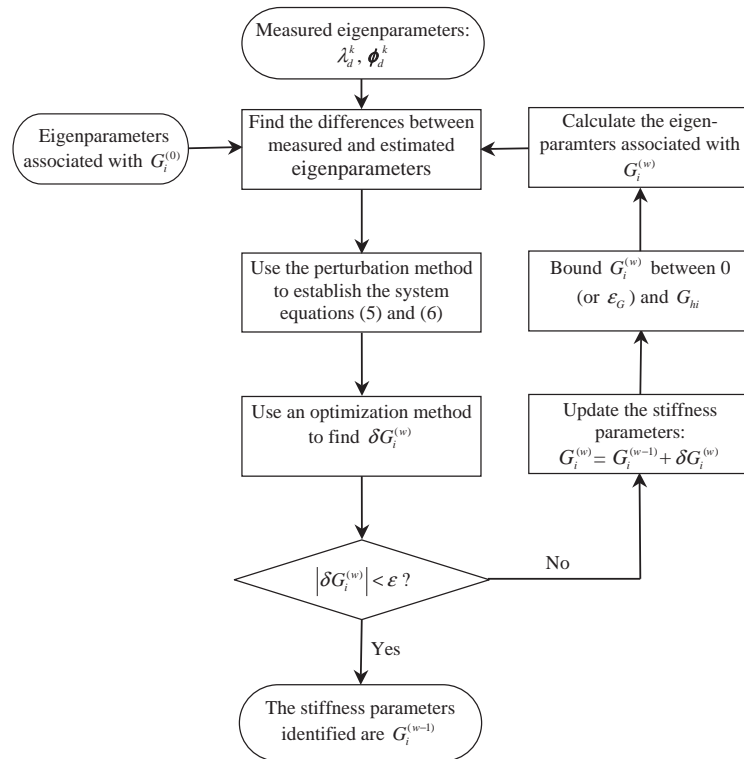 Measured eigenparameters:
λ_d^k, ϕ_d^k
Eigenparameters
associated with G_i^(0)
Find the differences between
measured and estimated
eigenparameters
Calculate the eigen-
paramters associated with
G_i^(w)
Use the perturbation method
to establish the system
equations (5) and (6)
Bound G_i^(w) between 0
(or ε_G) and G_hi
Use an optimization method
to find δG_i^(w)
Update the stiffness
parameters:
G_i^(w) = G_i^(w−1) + δG_i^(w)
|δG_i^(w)| < ε ?
No
Yes
The stiffness parameters
identified are G_i^(w−1)